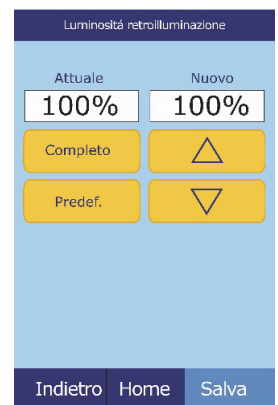 Luminositá retroilluminazione
Attuale Nuovo
100% 100%
Completo
Predef.
Indietro Home Salva